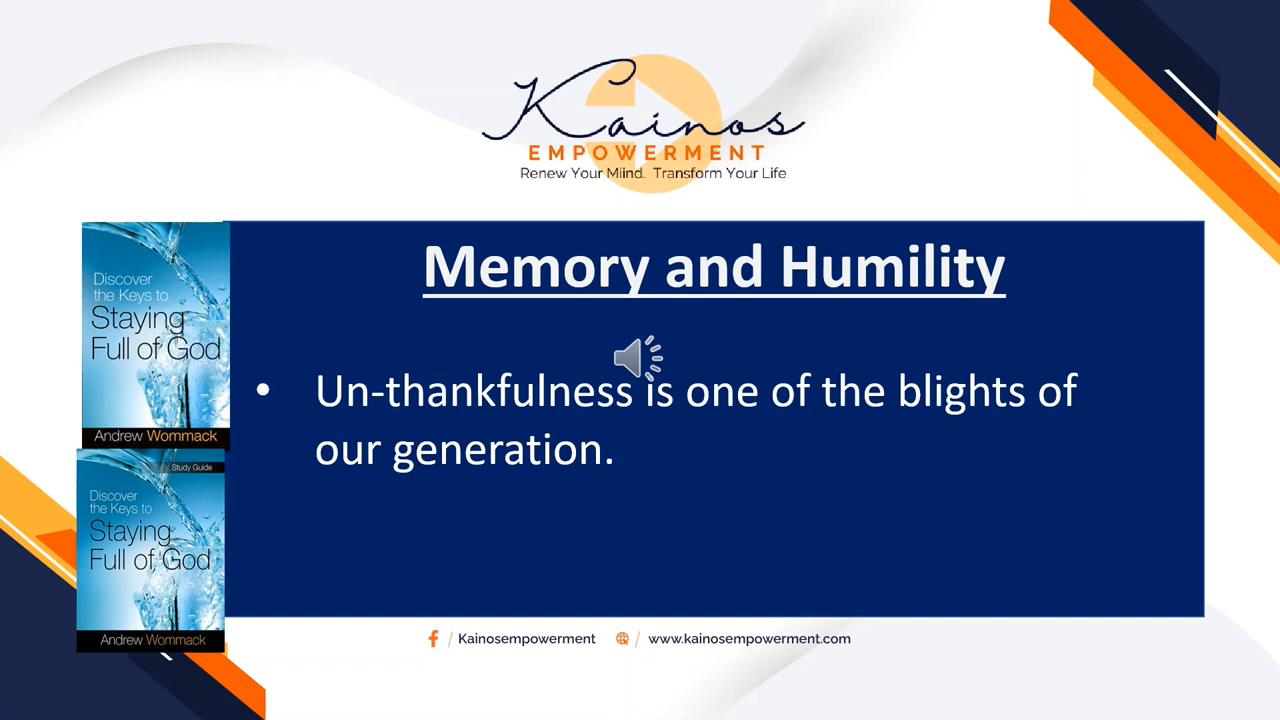 Kainos
EMPOWERMENT
Renew Your Miind. Transform Your Life
Memory and Humility
• Un-thankfulness is one of the blights of
our generation.
Discover
the Keys to
Staying
Full of God
Andrew Wommack
Study Guide
Discover
the Keys to
Staying
Full of God
Andrew Wommack
/ Kainosempowerment / www.kainosempowerment.com